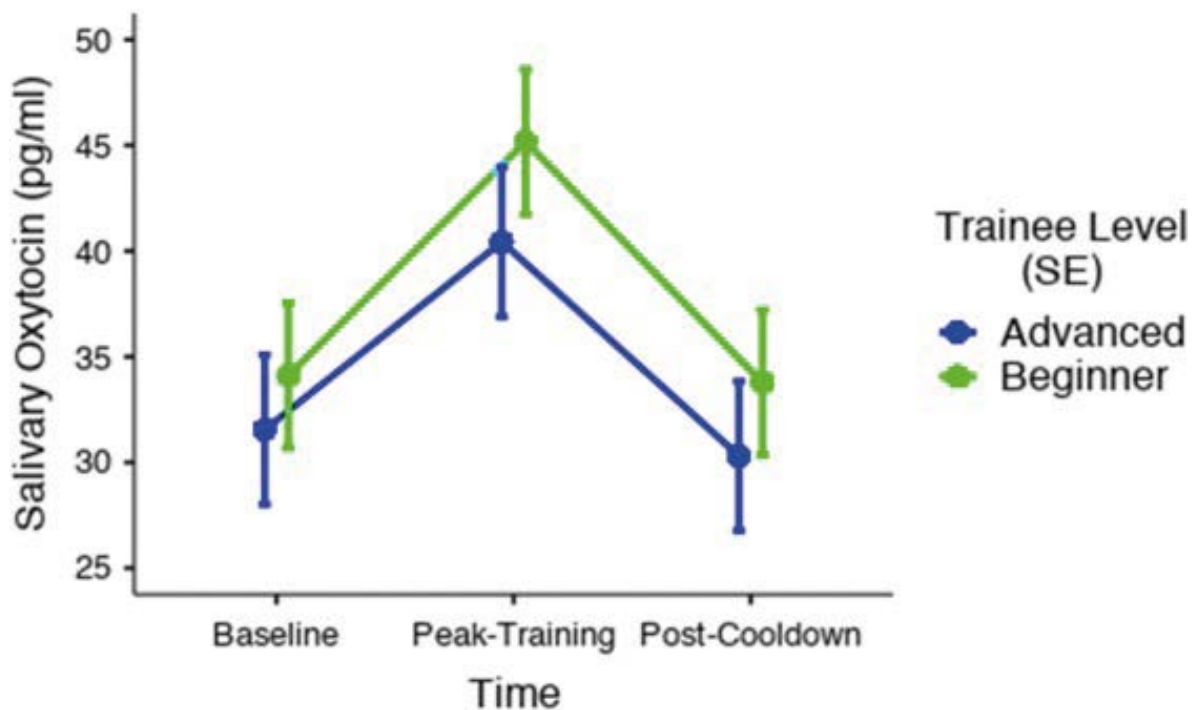 Salivary Oxytocin (pg/ml)
50
45
40
35
30
25
Baseline
Peak-Training
Post-Cooldown
Time
Trainee Level
(SE)
Advanced
Beginner